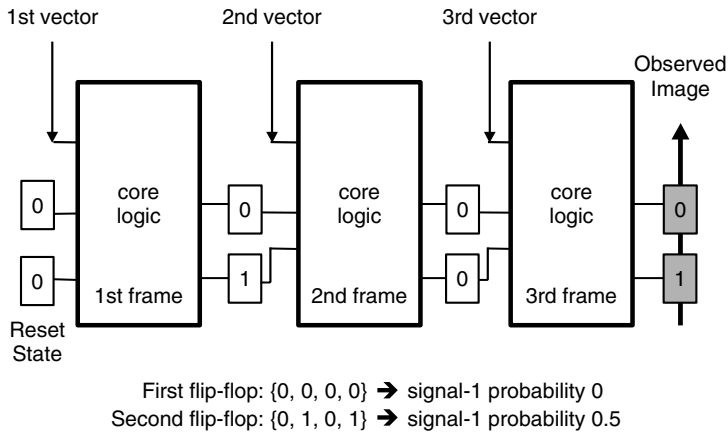 1st vector
2nd vector
3rd vector
Observed
Image
core
logic
core
logic
core
logic
0
0
0
0
0
1
0
1
1st frame
2nd frame
3rd frame
Reset
State
First flip-flop: {0, 0, 0, 0} ➔ signal-1 probability 0
Second flip-flop: {0, 1, 0, 1} ➔ signal-1 probability 0.5